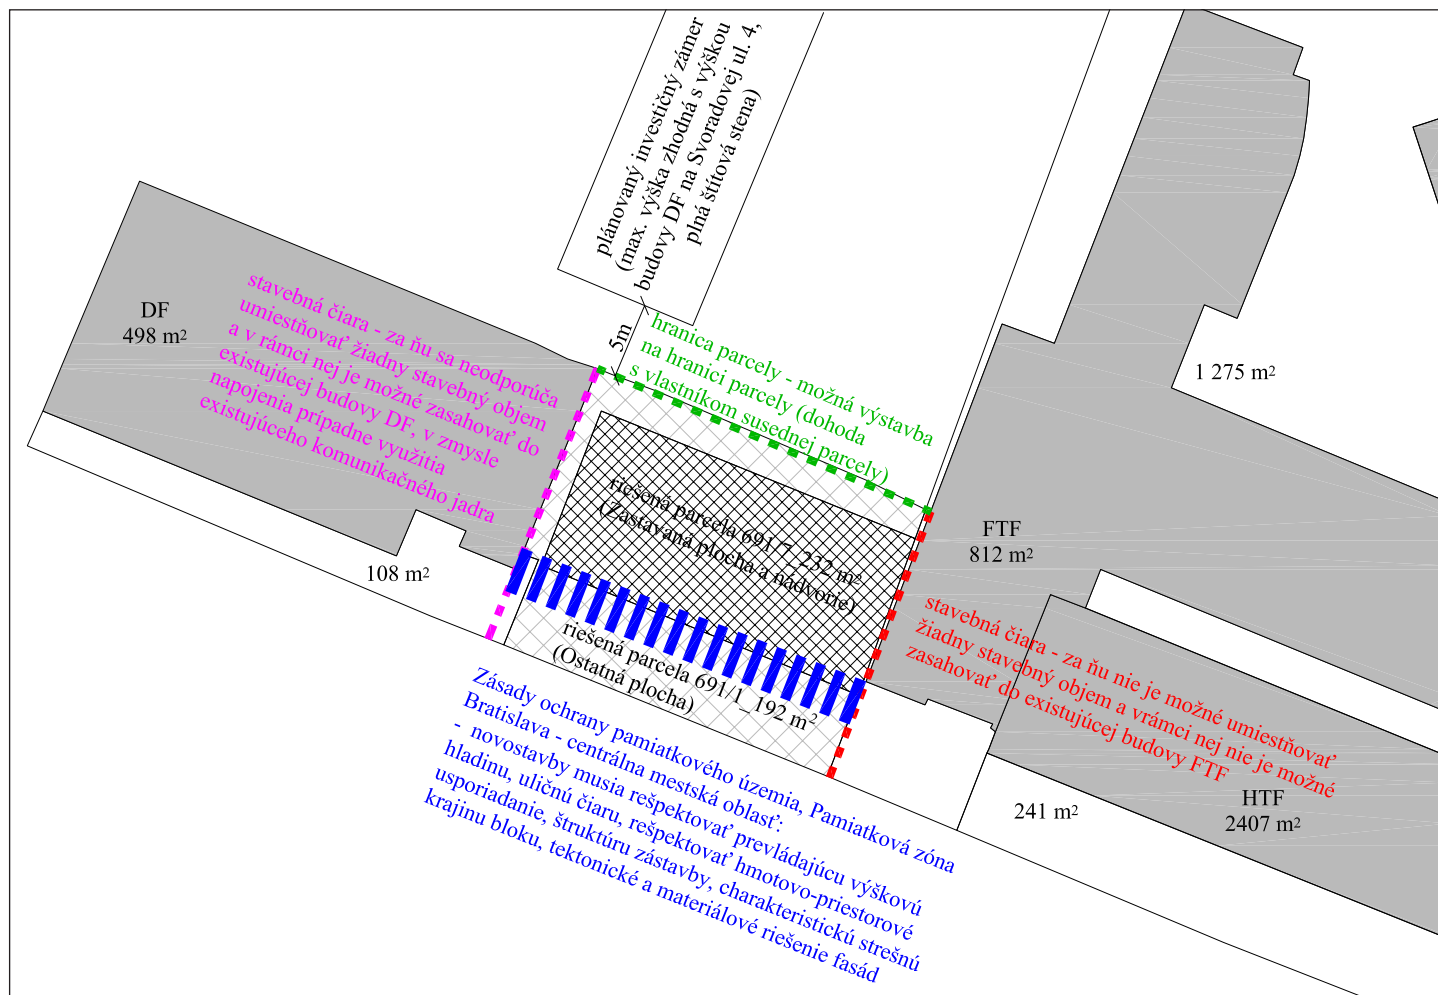 plánovaný investičný zámer
(max. výška zhodná s výškou
budovy DF na Svoradovej ul. 4,
plná štítová stena)
DF
498 m²
stavebná čiara - za ňu sa neodporúča
umiestňovať žiadny stavebný objem
a v rámci nej je možné zasahovať do
existujúcej budovy DF, v zmysle
napojenia prípadne využitia
existujúceho komunikačného jadra
5m
hranica parcely - možná výstavba
na hranici parcely (dohoda
s vlastníkom susednej parcely)
1 275 m²
riešená parcela 691/7_232 m²
(Zastavaná plocha a nádvorie)
FTF
812 m²
108 m²
riešená parcela 691/1_192 m²
(Ostatná plocha)
stavebná čiara - za ňu nie je možné umiestňovať
žiadny stavebný objem a vrámci nej nie je možné
zasahovať do existujúcej budovy FTF
Zásady ochrany pamiatkového územia, Pamiatková zóna
Bratislava - centrálna mestská oblasť:
- novostavby musia rešpektovať prevládajúcu výškovú
hladinu, uličnú čiaru, rešpektovať hmotovo-priestorové
usporiadanie, štruktúru zástavby, charakteristickú strešnú
krajinu bloku, tektonické a materiálové riešenie fasád
241 m²
HTF
2407 m²